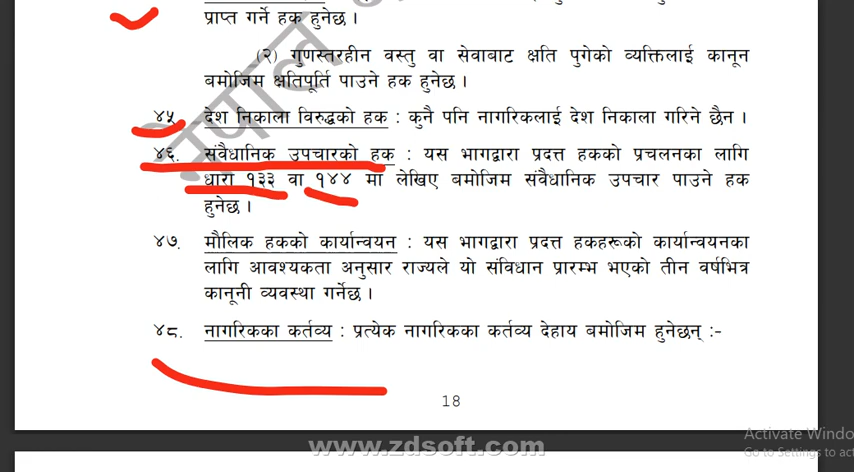 प्राप्त गर्ने हक हुनेछ ।
(२) गुणस्तरहीन वस्तु वा सेवाबाट क्षति पुगेको व्यक्तिलाई कानून
बमोजिम क्षतिपूर्ति पाउने हक हुनेछ ।
४५. देश निकाला विरुद्धको हक : कुनै पनि नागरिकलाई देश निकाला गरिने छैन ।
४६. संवैधानिक उपचारको हक : यस भागद्वारा प्रदत्त हकको प्रचलनका लागि
धारा १३३ वा १४४ मा लेखिए बमोजिम संवैधानिक उपचार पाउने हक
हुनेछ ।
४७. मौलिक हकको कार्यान्वयन : यस भागद्वारा प्रदत्त हकहरूको कार्यान्वयनका
लागि आवश्यकता अनुसार राज्यले यो संविधान प्रारम्भ भएको तीन वर्षभित्र
कानूनी व्यवस्था गर्नेछ ।
४८. नागरिकका कर्तव्य : प्रत्येक नागरिकका कर्तव्य देहाय बमोजिम हुनेछन् :-
18
Activate Windo
Go to Settings to act
www.zdsoft.com
नेपाल